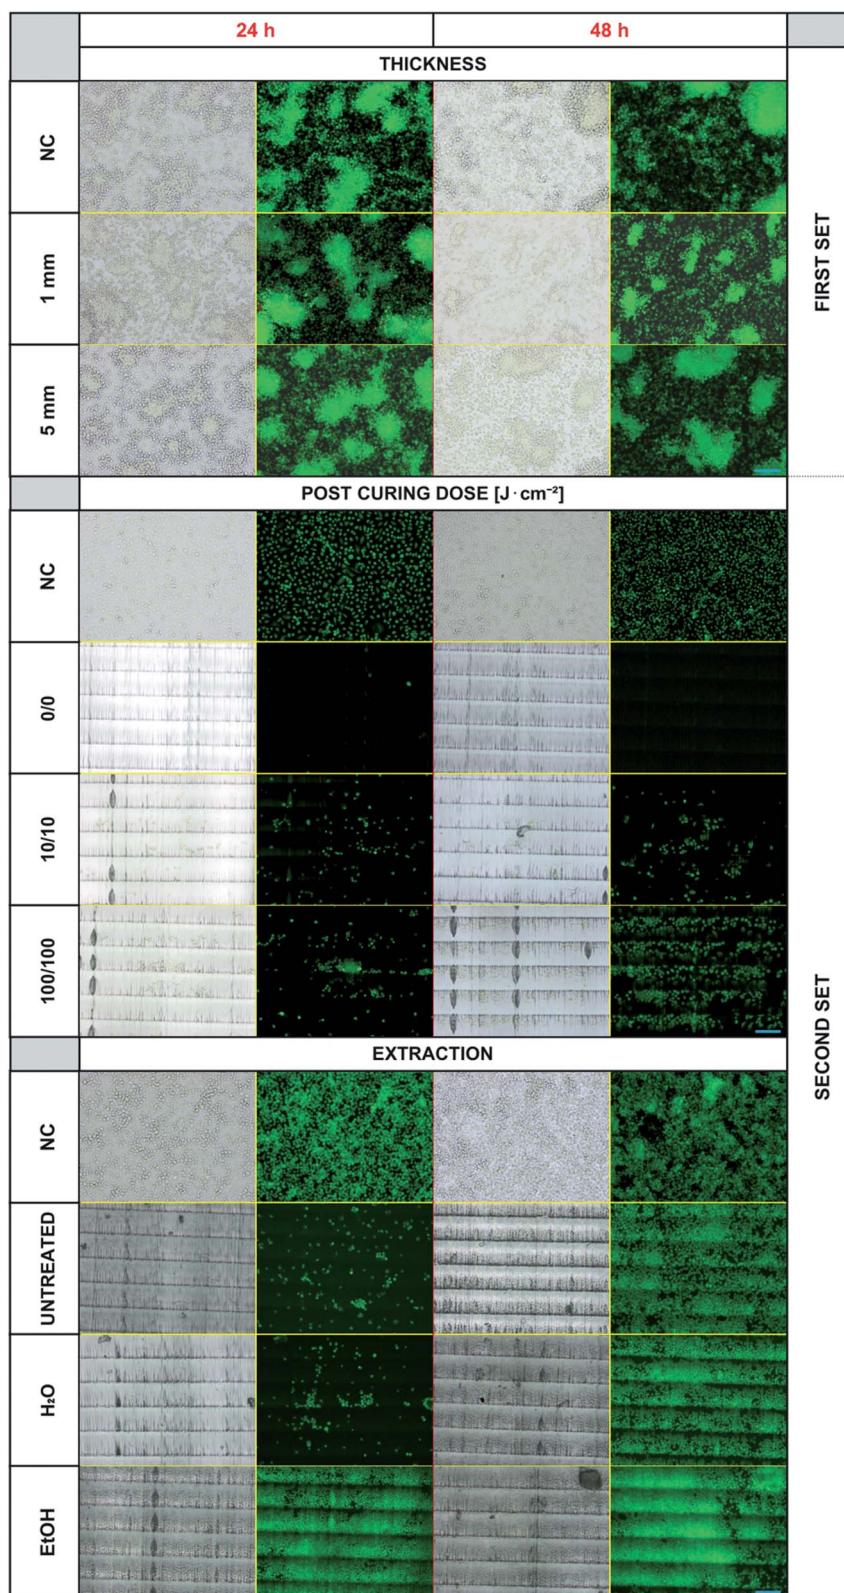 24 h
48 h
THICKNESS
NC
1 mm
5 mm
FIRST SET
POST CURING DOSE [J·cm⁻²]
NC
0/0
10/10
100/100
SECOND SET
EXTRACTION
NC
UNTREATED
H₂O
EtOH